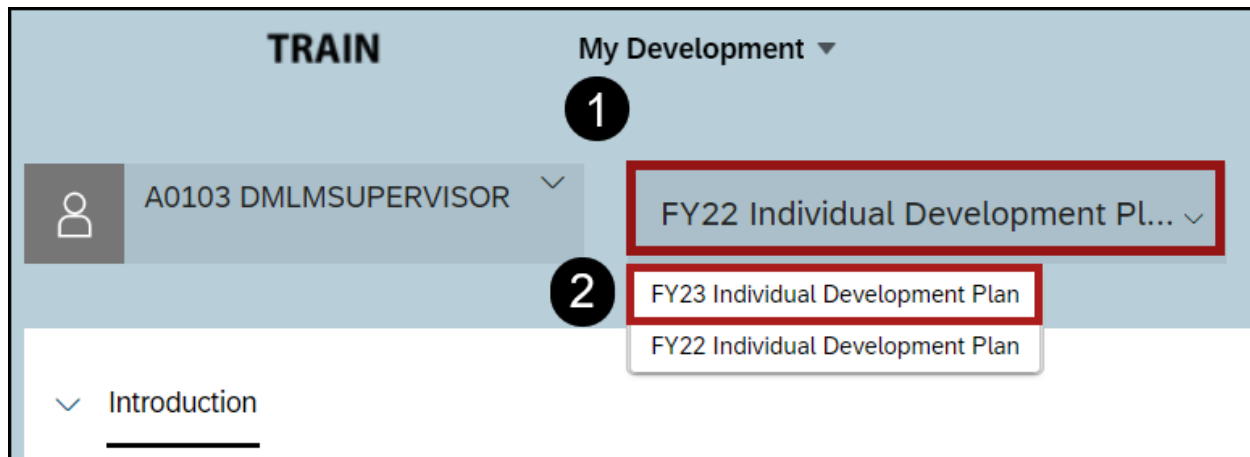 TRAIN
My Development
1
A0103 DMLMSUPERVISOR
FY22 Individual Development Pl...
2
FY23 Individual Development Plan
FY22 Individual Development Plan
Introduction